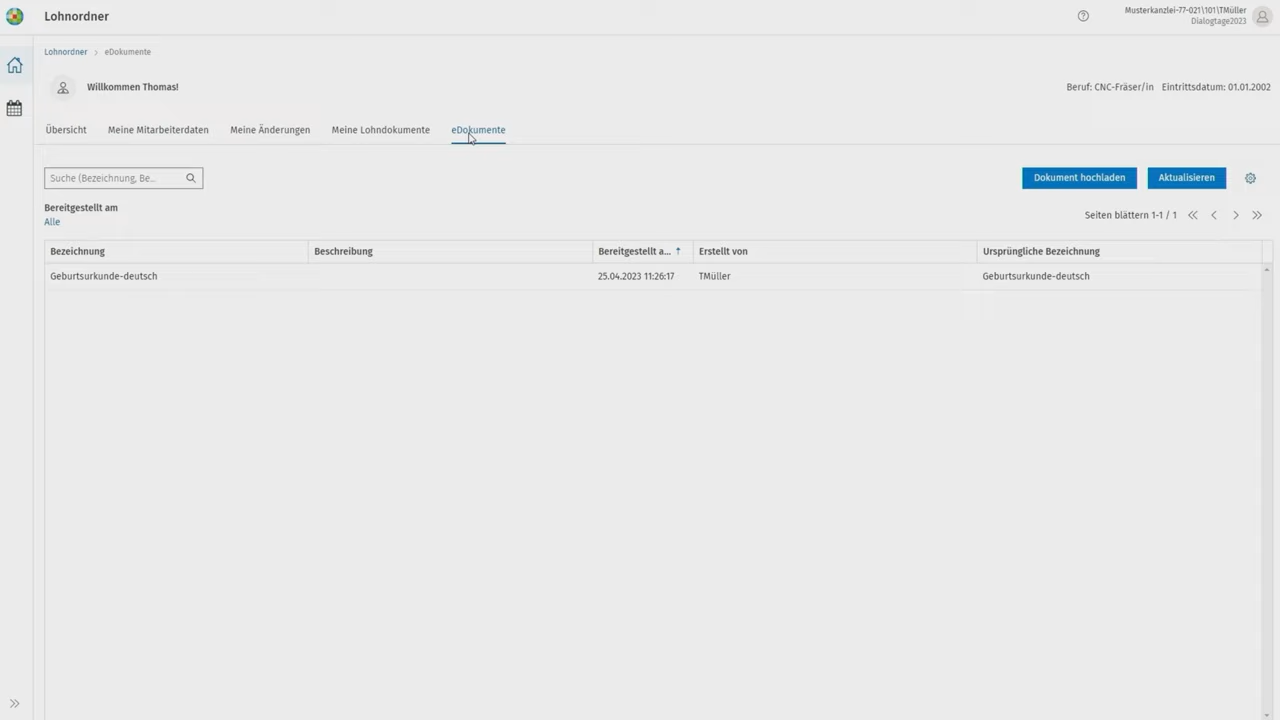 Lohnordner
Musterkanzlei-77-021\101\TMüller
Dialogtage2023
Lohnordner > eDokumente
Willkommen Thomas!
Beruf: CNC-Fräser/in Eintrittsdatum: 01.01.2002
Übersicht Meine Mitarbeiterdaten Meine Änderungen Meine Lohndokumente eDokumente
Suche (Bezeichnung, Be... Dokument hochladen Aktualisieren
Bereitgestellt am
Alle
Seiten blättern 1-1 / 1
Bezeichnung Beschreibung Bereitgestellt a... Erstellt von Ursprüngliche Bezeichnung
Geburtsurkunde-deutsch 25.04.2023 11:26:17 TMüller Geburtsurkunde-deutsch